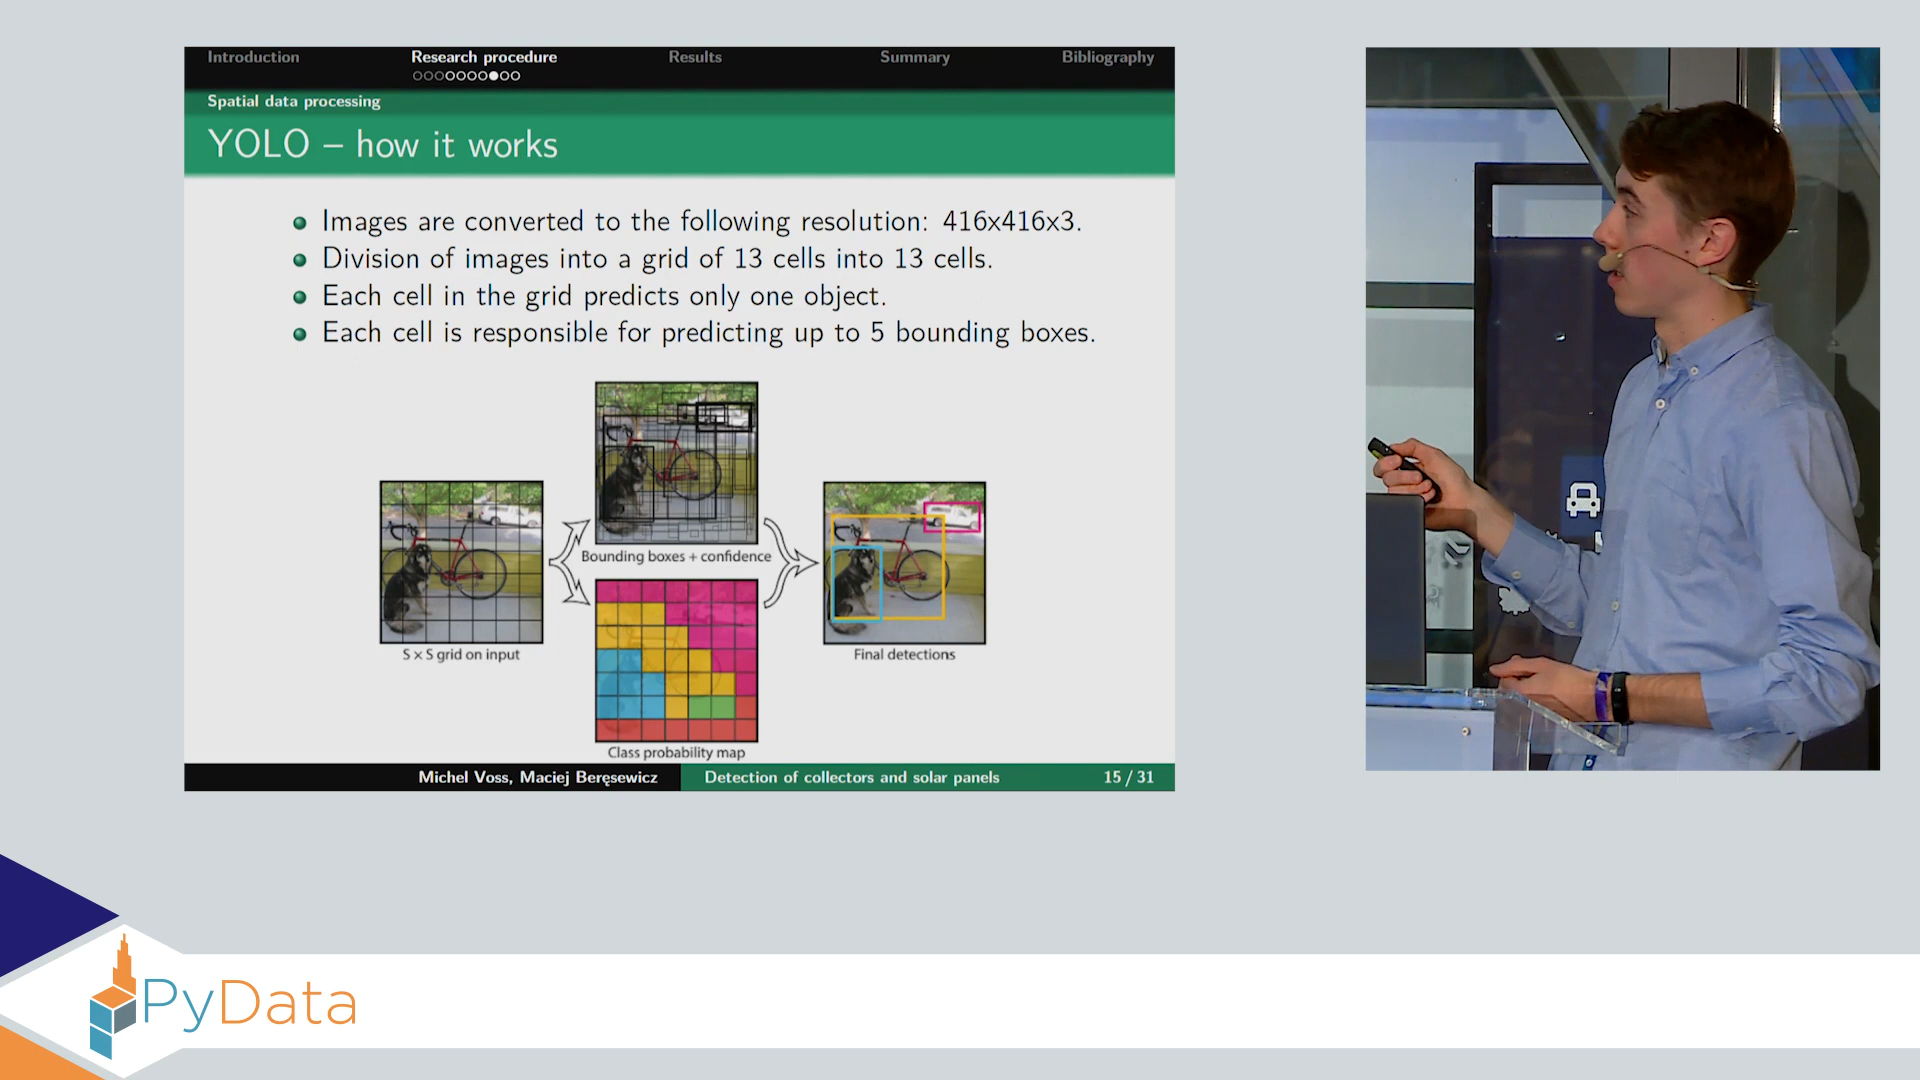 Introduction
Research procedure
Results
Summary
Bibliography
Spatial data processing
YOLO – how it works
Images are converted to the following resolution: 416x416x3.
Division of images into a grid of 13 cells into 13 cells.
Each cell in the grid predicts only one object.
Each cell is responsible for predicting up to 5 bounding boxes.
S × S grid on input
Bounding boxes + confidence
Class probability map
Final detections
Michel Voss, Maciej Beręsewicz
Detection of collectors and solar panels
15 / 31
PyData